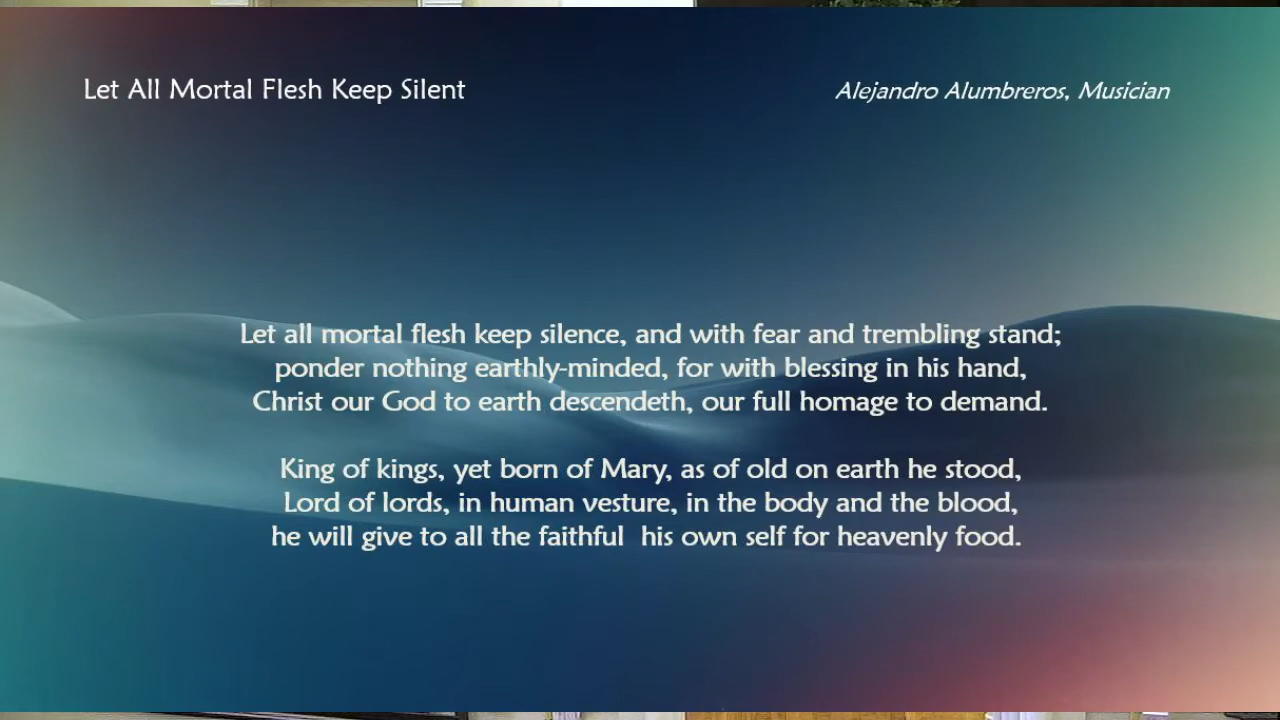 Let All Mortal Flesh Keep Silent
Alejandro Alumbreros, Musician
Let all mortal flesh keep silence, and with fear and trembling stand;
ponder nothing earthly-minded, for with blessing in his hand,
Christ our God to earth descendeth, our full homage to demand.
King of kings, yet born of Mary, as of old on earth he stood,
Lord of lords, in human vesture, in the body and the blood,
he will give to all the faithful  his own self for heavenly food.